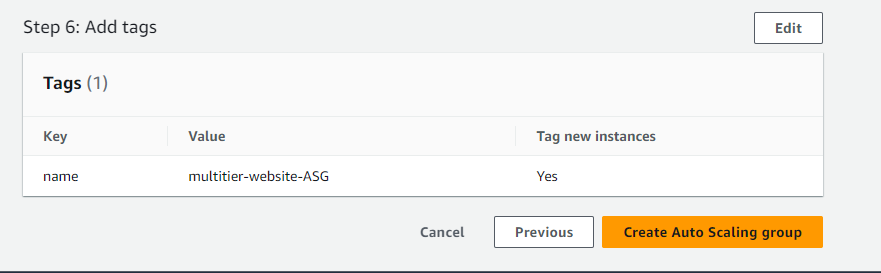 Step 6: Add tags
Edit
Tags (1)
Key Value Tag new instances
name multitier-website-ASG Yes
Cancel Previous Create Auto Scaling group